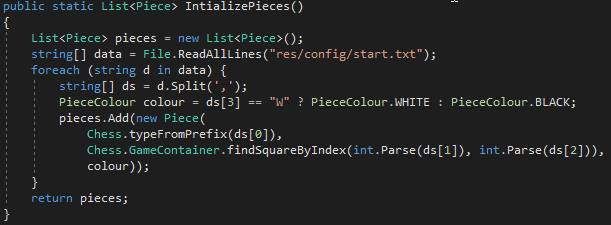 public static List<Piece> IntializePieces()
{
List<Piece> pieces = new List<Piece>();
string[] data = File.ReadAllLines("res/config/start.txt");
foreach (string d in data) {
string[] ds = d.Split(',');
PieceColour colour = ds[3] == "W" ? PieceColour.WHITE : PieceColour.BLACK;
pieces.Add(new Piece(
Chess.typeFromPrefix(ds[0]),
Chess.GameContainer.findSquareByIndex(int.Parse(ds[1]), int.Parse(ds[2])),
colour));
}
return pieces;
}